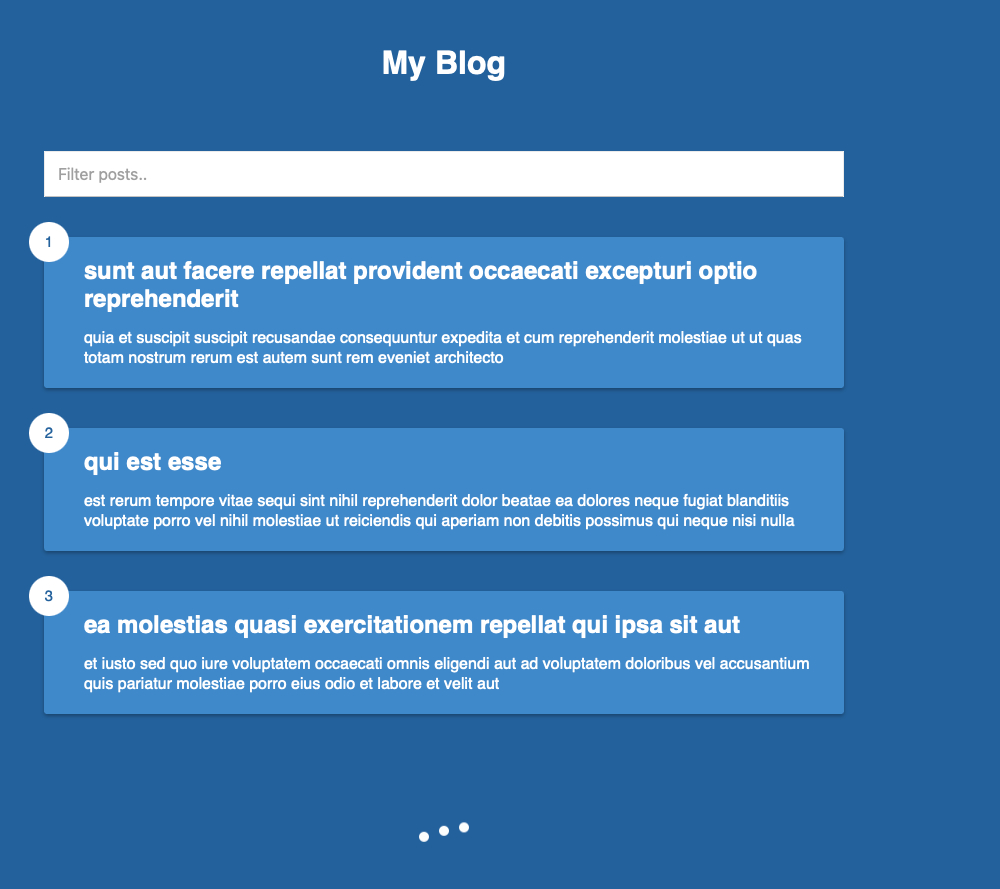 My Blog
Filter posts..
1
sunt aut facere repellat provident occaecati excepturi optio
reprehenderit
quia et suscipit suscipit recusandae consequuntur expedita et cum reprehenderit molestiae ut ut quas
totam nostrum rerum est autem sunt rem eveniet architecto
2
qui est esse
est rerum tempore vitae sequi sint nihil reprehenderit dolor beatae ea dolores neque fugiat blanditiis
voluptate porro vel nihil molestiae ut reiciendis qui aperiam non debitis possimus qui neque nisi nulla
3
ea molestias quasi exercitationem repellat qui ipsa sit aut
et iusto sed quo iure voluptatem occaecati omnis eligendi aut ad voluptatem doloribus vel accusantium
quis pariatur molestiae porro eius odio et labore et velit aut